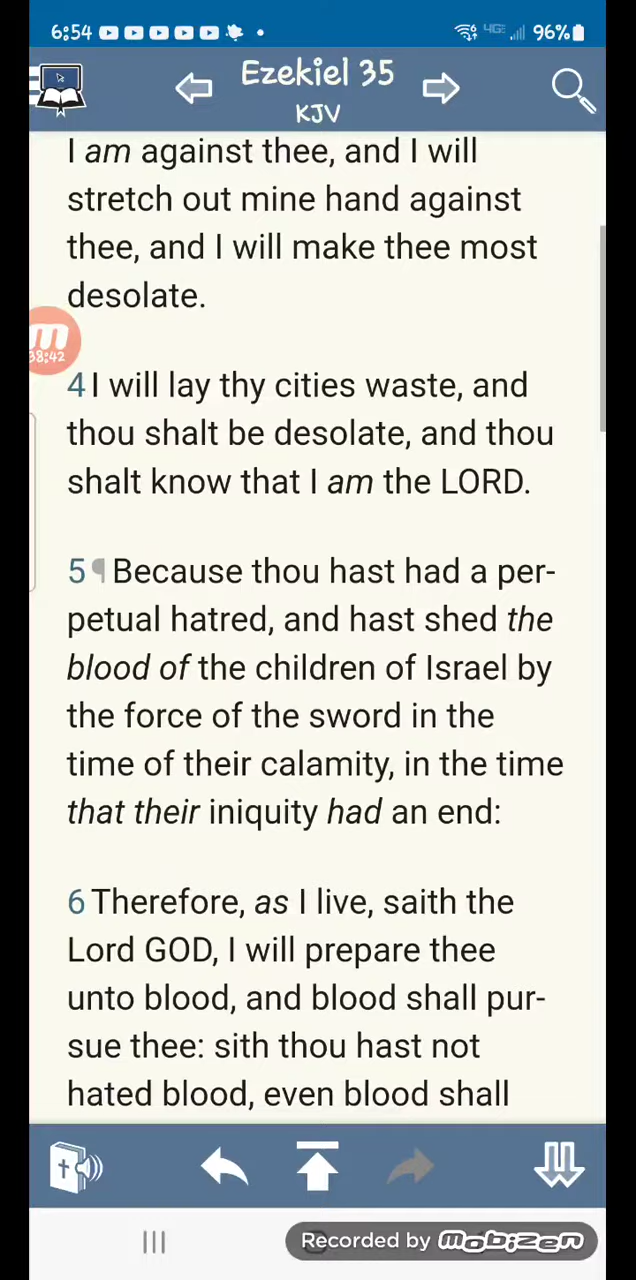 6:54 96%
Ezekiel 35
KJV
I am against thee, and I will
stretch out mine hand against
thee, and I will make thee most
desolate.
38:42
4 I will lay thy cities waste, and
thou shalt be desolate, and thou
shalt know that I am the LORD.
5 ¶ Because thou hast had a per-
petual hatred, and hast shed the
blood of the children of Israel by
the force of the sword in the
time of their calamity, in the time
that their iniquity had an end:
6 Therefore, as I live, saith the
Lord GOD, I will prepare thee
unto blood, and blood shall pur-
sue thee: sith thou hast not
hated blood, even blood shall
Recorded by mobizen